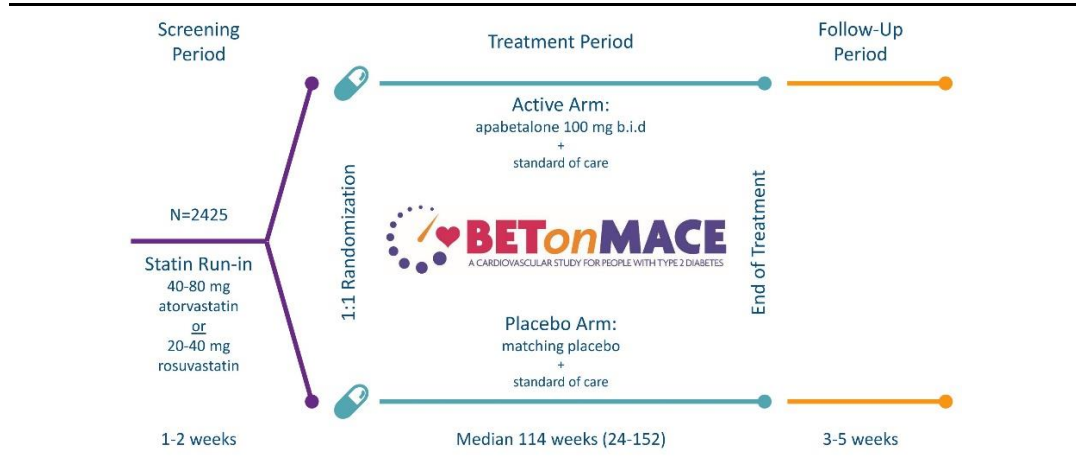 Screening
Period
Treatment Period
Follow-Up
Period
Active Arm:
apabetalone 100 mg b.i.d
+
standard of care
N=2425
Statin Run-in
40-80 mg
atorvastatin
or
20-40 mg
rosuvastatin
1:1 Randomization
BETonMACE
A CARDIOVASCULAR STUDY FOR PEOPLE WITH TYPE 2 DIABETES
End of Treatment
Placebo Arm:
matching placebo
+
standard of care
1-2 weeks
Median 114 weeks (24-152)
3-5 weeks